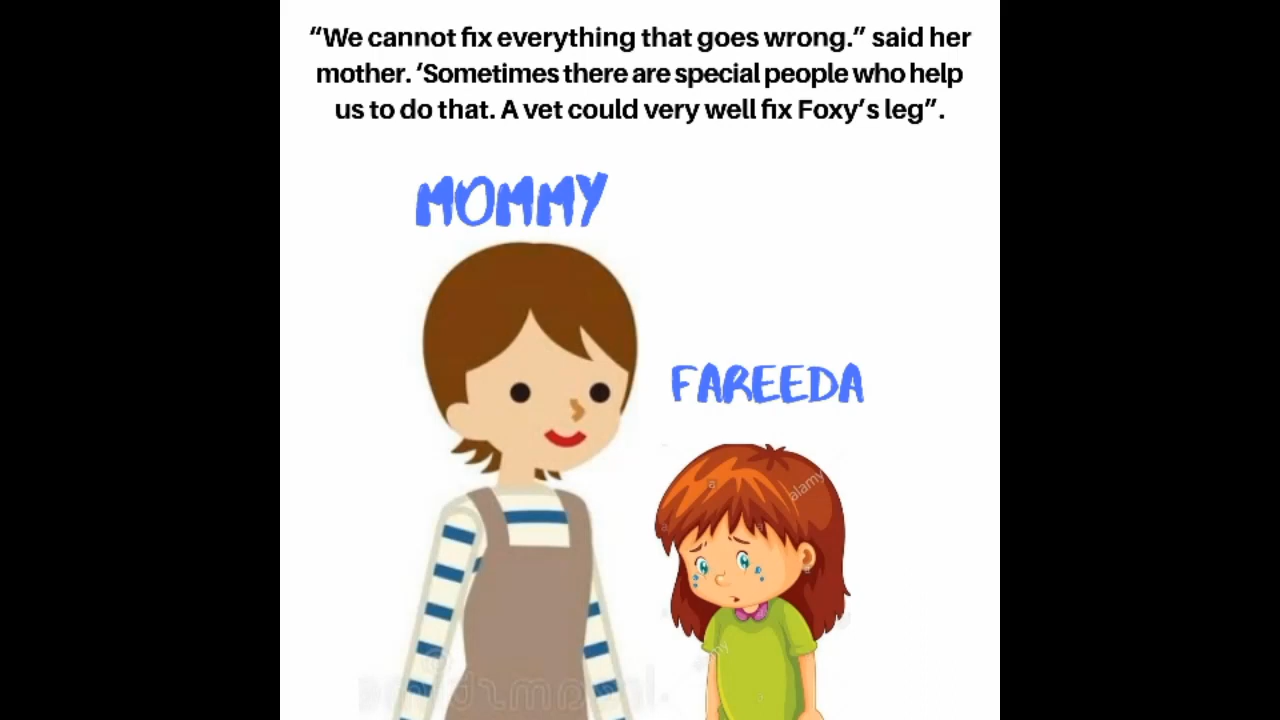 “We cannot fix everything that goes wrong.” said her
mother. ‘Sometimes there are special people who help
us to do that. A vet could very well fix Foxy’s leg”.
MOMMY
FAREEDA
alamy